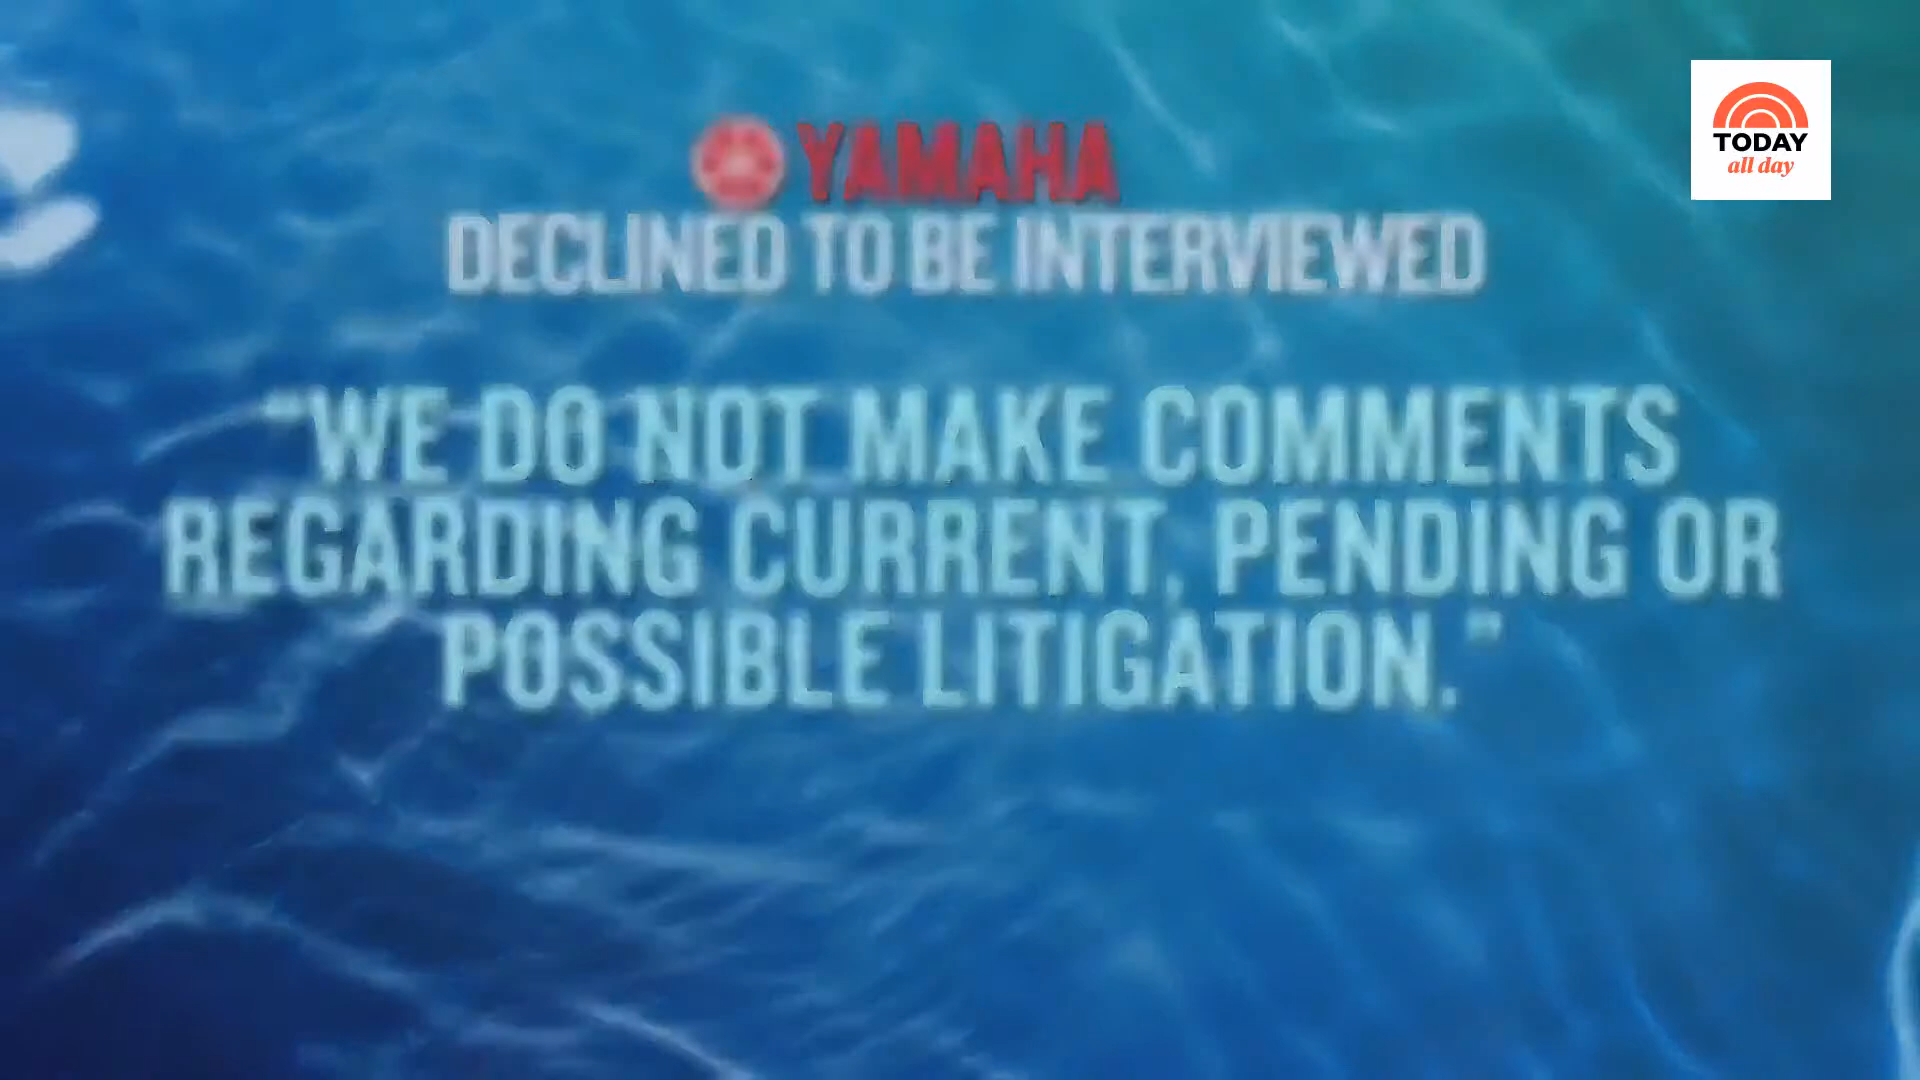 YAMAHA
DECLINED TO BE INTERVIEWED
"WE DO NOT MAKE COMMENTS
REGARDING CURRENT, PENDING OR
POSSIBLE LITIGATION."
TODAY
all day